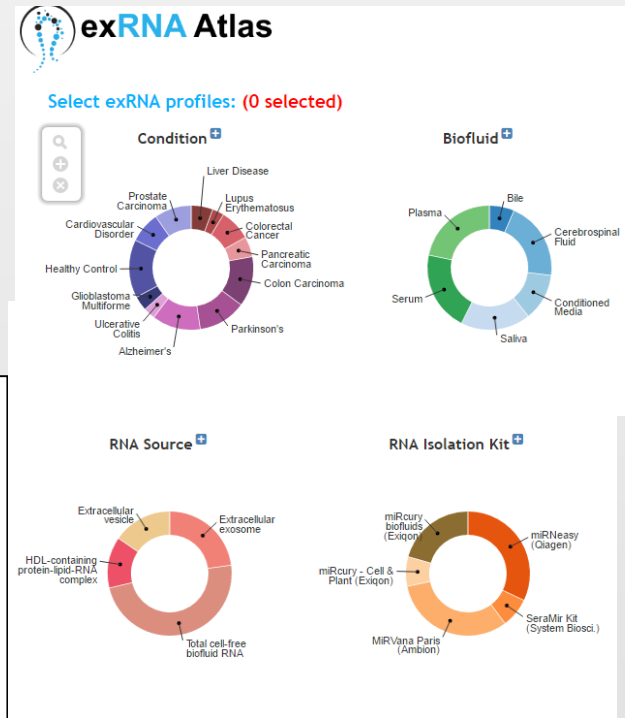 exRNA Atlas
Select exRNA profiles: (0 selected)
Condition
Liver Disease
Lupus
Erythematosus
Colorectal
Cancer
Pancreatic
Carcinoma
Colon Carcinoma
Parkinson's
Alzheimer's
Ulcerative
Colitis
Glioblastoma
Multiforme
Healthy Control
Cardiovascular
Disorder
Prostate
Carcinoma
Biofluid
Bile
Cerebrospinal
Fluid
Conditioned
Media
Saliva
Serum
Plasma
RNA Source
Extracellular
exosome
Total cell-free
biofluid RNA
HDL-containing
protein-lipid-RNA
complex
Extracellular
vesicle
RNA Isolation Kit
miRNeasy
(Qiagen)
SeraMir Kit
(System Biosci.)
MiRVana Paris
(Ambion)
miRcury - Cell &
Plant (Exiqon)
miRcury
biofluids
(Exiqon)